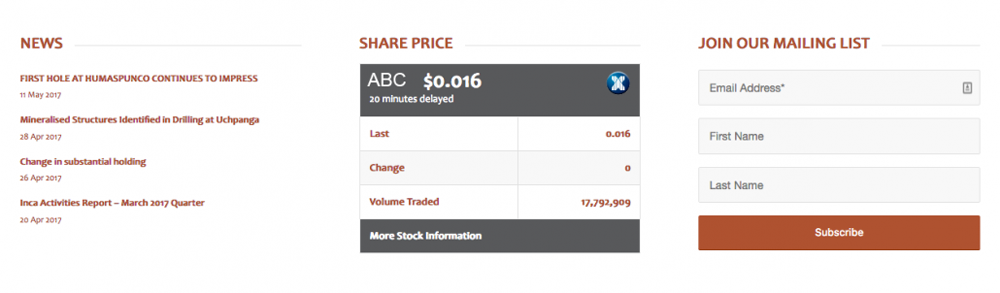 NEWS
FIRST HOLE AT HUMASPUNCO CONTINUES TO IMPRESS
11 May 2017
Mineralised Structures Identified in Drilling at Uchpanga
28 Apr 2017
Change in substantial holding
26 Apr 2017
Inca Activities Report – March 2017 Quarter
20 Apr 2017
SHARE PRICE
ABC $0.016
20 minutes delayed
Last 0.016
Change 0
Volume Traded 17,792,909
More Stock Information
JOIN OUR MAILING LIST
Email Address*
First Name
Last Name
Subscribe